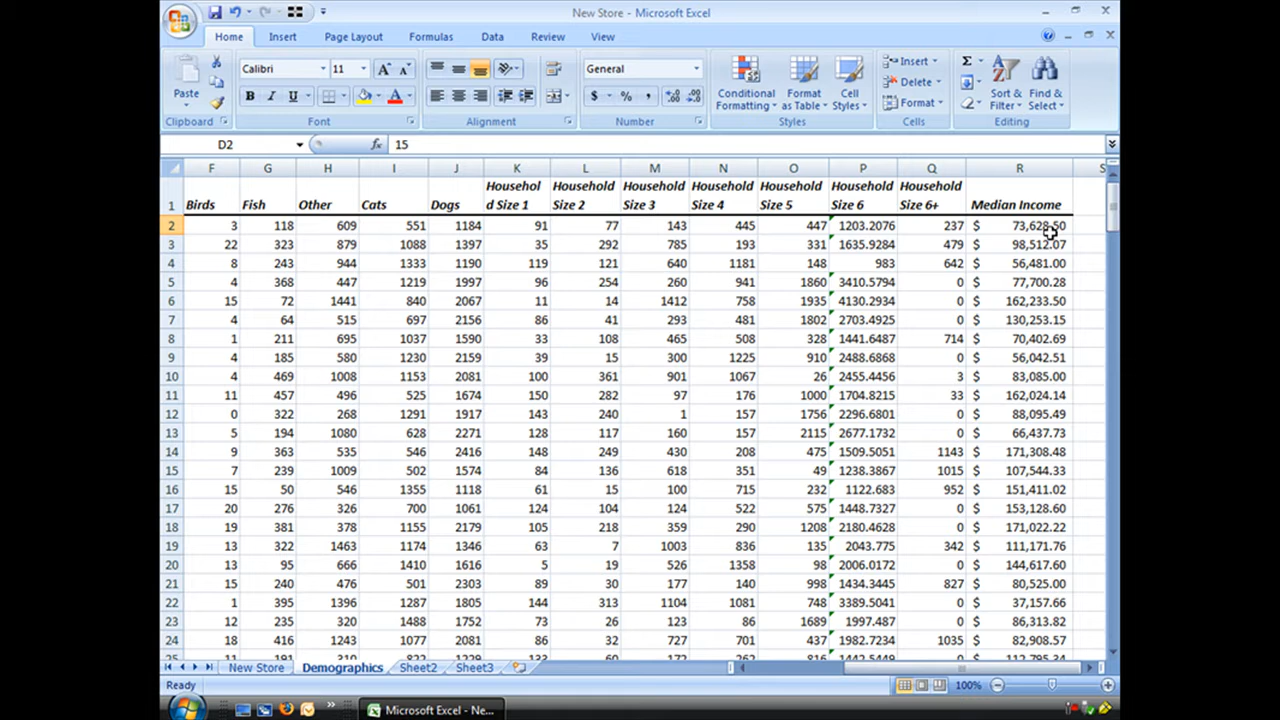 New Store - Microsoft Excel
Home Insert Page Layout Formulas Data Review View
Paste Calibri 11 A A General Conditional Formatting Format as Table Cell Styles Insert Delete Format Σ Sort & Filter Find & Select
B I U A $ % ,
Clipboard Font Alignment Number Styles Cells Editing
D2 fx 15
F G H I J K L M N O P Q R S
1 Birds Fish Other Cats Dogs Househol d Size 1 Household Size 2 Household Size 3 Household Size 4 Household Size 5 Household Size 6 Household Size 6+ Median Income
2 3 118 609 551 1184 91 77 143 445 447 1203.2076 237 $ 73,628.50
3 22 323 879 1088 1397 35 292 785 193 331 1635.9284 479 $ 98,512.07
4 8 243 944 1333 1190 119 121 640 1181 148 983 642 $ 56,481.00
5 4 368 447 1219 1997 96 254 260 941 1860 3410.5794 0 $ 77,700.28
6 15 72 1441 840 2067 11 14 1412 758 1935 4130.2934 0 $ 162,233.50
7 4 64 515 697 2156 86 41 293 481 1802 2703.4925 0 $ 130,253.15
8 1 211 695 1037 1590 33 108 465 508 328 1441.6487 714 $ 70,402.69
9 4 185 580 1230 2159 39 15 300 1225 910 2488.6868 0 $ 56,042.51
10 4 469 1008 1153 2081 100 361 901 1067 26 2455.4456 3 $ 83,085.00
11 11 457 496 525 1674 150 282 97 176 1000 1704.8215 33 $ 162,024.14
12 0 322 268 1291 1917 143 240 1 157 1756 2296.6801 0 $ 88,095.49
13 5 194 1080 628 2271 128 117 160 157 2115 2677.1732 0 $ 66,437.73
14 9 363 535 546 2416 148 249 430 208 475 1509.5051 1143 $ 171,308.48
15 7 239 1009 502 1574 84 136 618 351 49 1238.3867 1015 $ 107,544.33
16 15 50 546 1355 1118 61 15 100 715 232 1122.683 952 $ 151,411.02
17 20 276 326 700 1061 124 104 124 522 575 1448.7327 0 $ 153,128.60
18 19 381 378 1155 2179 105 218 359 290 1208 2180.4628 0 $ 171,022.22
19 13 322 1463 1174 1346 63 7 1003 836 135 2043.775 342 $ 111,171.76
20 13 95 666 1410 1616 5 19 526 1358 98 2006.0172 0 $ 144,617.60
21 15 240 476 501 2303 89 30 177 140 998 1434.3445 827 $ 80,525.00
22 1 395 1396 1287 1805 144 313 1104 1081 748 3389.5041 0 $ 37,157.66
23 12 235 320 1488 1752 73 26 123 86 1689 1997.487 0 $ 86,313.82
24 18 416 1243 1077 2081 86 32 727 701 437 1982.7234 1035 $ 82,908.57
New Store Demographics Sheet2 Sheet3
Ready 100%
Microsoft Excel - Ne...